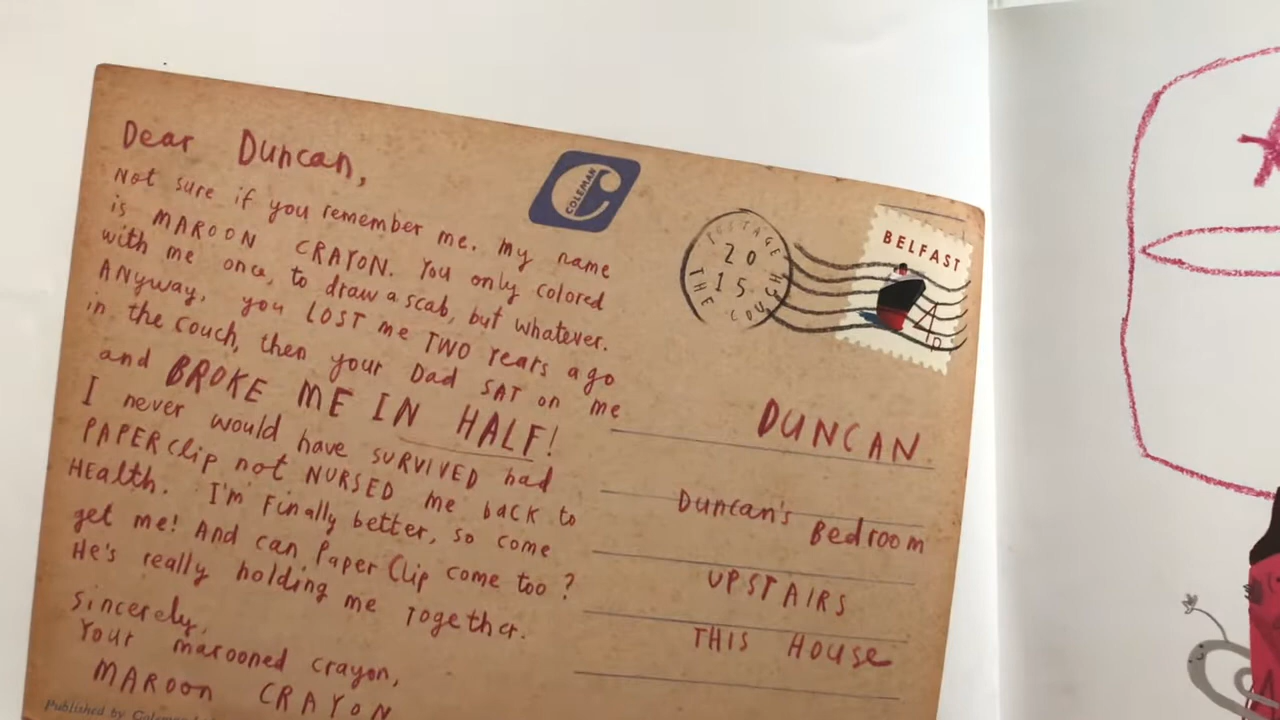 Dear Duncan,
Not sure if you remember me. My name
is MAROON CRAYON. You only colored
with me once, to draw a scab, but whatever.
ANyway, you LOST me TWO Years ago
in the couch, then your Dad SAT on me
and BROKE ME IN HALF!
I never would have SURVIVED had
PAPERClip not NURSED me back to
HEalth. I'm Finally better, so come
get me! And can Paper Clip come too?
He's really holding me Together.
Sincerely,
Your marooned crayon,
MAROON CRAYON
Published by
COLEMAN
POSTAGE
20
15
THE
BELFAST
4
DUNCAN
Duncan's Bedroom
UPSTAIRS
THIS HOUSE